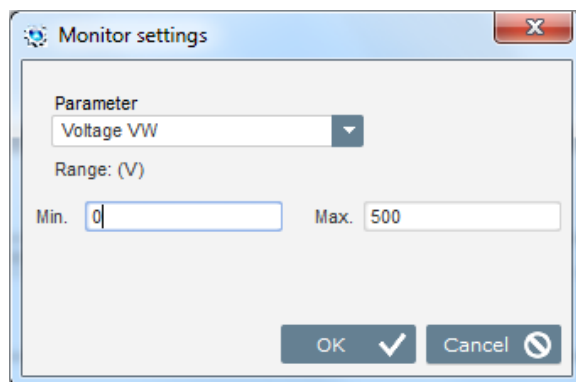 Monitor settings
Parameter
Voltage VW
Range: (V)
Min. 0 Max. 500
OK Cancel